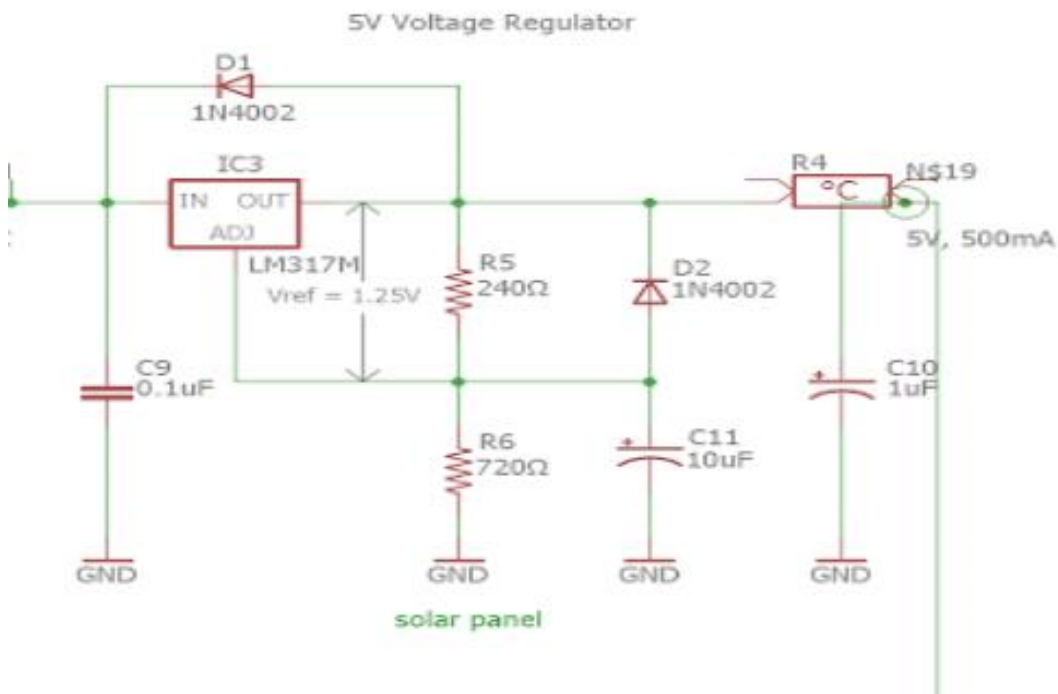 5V Voltage Regulator
D1
1N4002
IC3
IN OUT
ADJ
LM317M
Vref = 1.25V
R4
°C
N$19
5V, 500mA
R5
240Ω
D2
1N4002
C9
0.1uF
C10
1uF
R6
720Ω
C11
10uF
GND
GND
GND
GND
solar panel